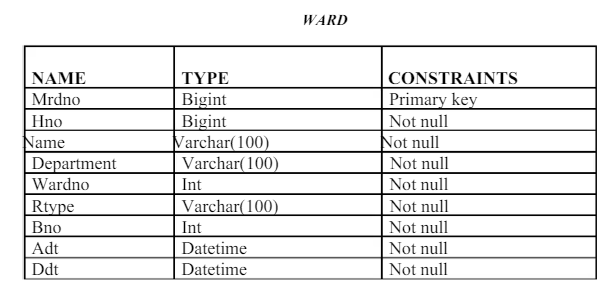 WARD
NAME TYPE CONSTRAINTS
Mrdno Bigint Primary key
Hno Bigint Not null
Name Varchar(100) Not null
Department Varchar(100) Not null
Wardno Int Not null
Rtype Varchar(100) Not null
Bno Int Not null
Adt Datetime Not null
Ddt Datetime Not null